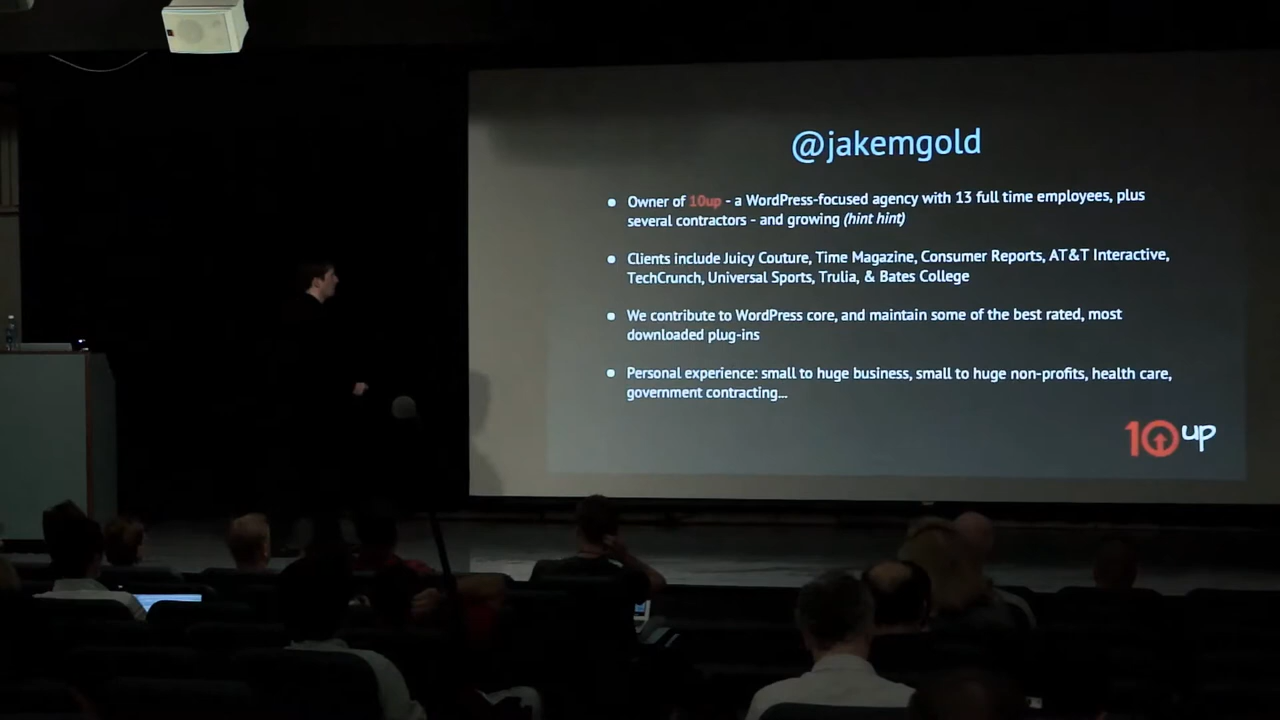 @jakemgold
Owner of 10up - a WordPress-focused agency with 13 full time employees, plus
several contractors - and growing (hint hint)
Clients include Juicy Couture, Time Magazine, Consumer Reports, AT&T Interactive,
TechCrunch, Universal Sports, Trulia, & Bates College
We contribute to WordPress core, and maintain some of the best rated, most
downloaded plug-ins
Personal experience: small to huge business, small to huge non-profits, health care,
government contracting...
10up